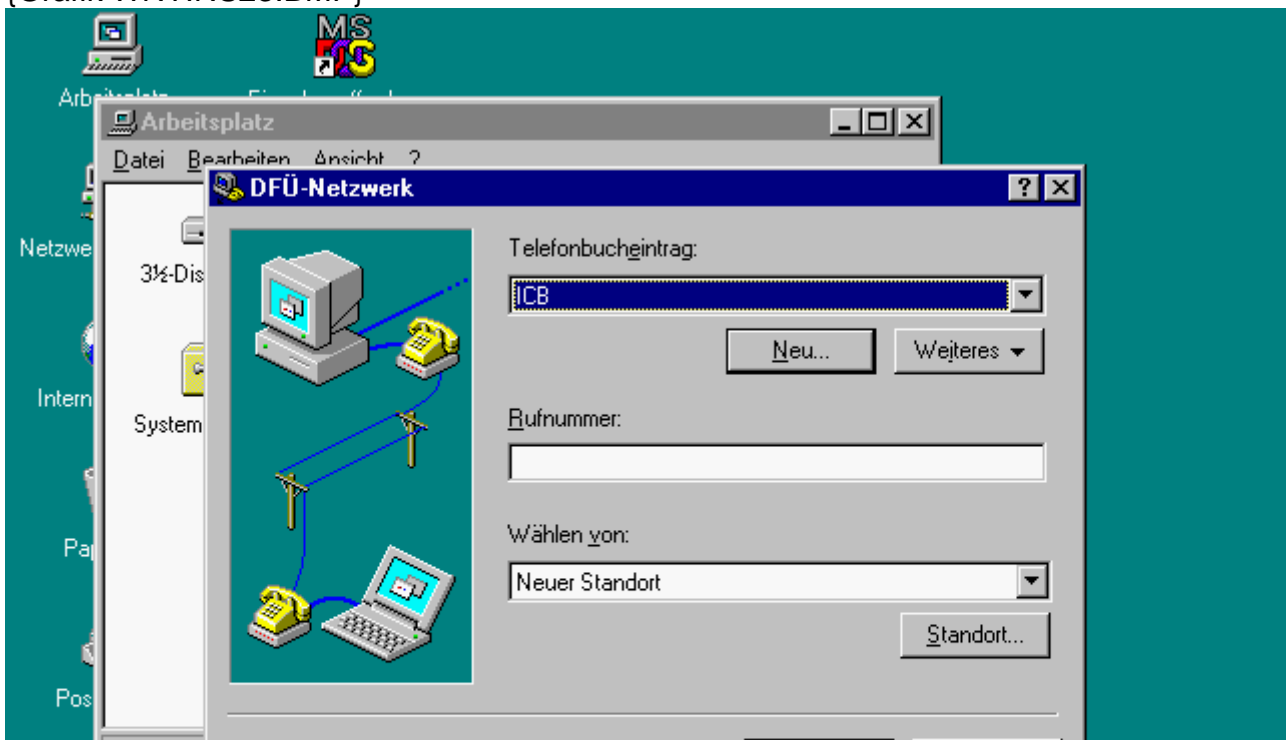 MS
Arbeitsplatz
Datei Bearbeiten Ansicht ?
DFÜ-Netzwerk
Telefonbucheintrag:
ICB
Neu... Weiteres
3½-Dis
System
Rufnummer:
Wählen von:
Neuer Standort
Standort...
Netzwe
Intern
Pap
Pos